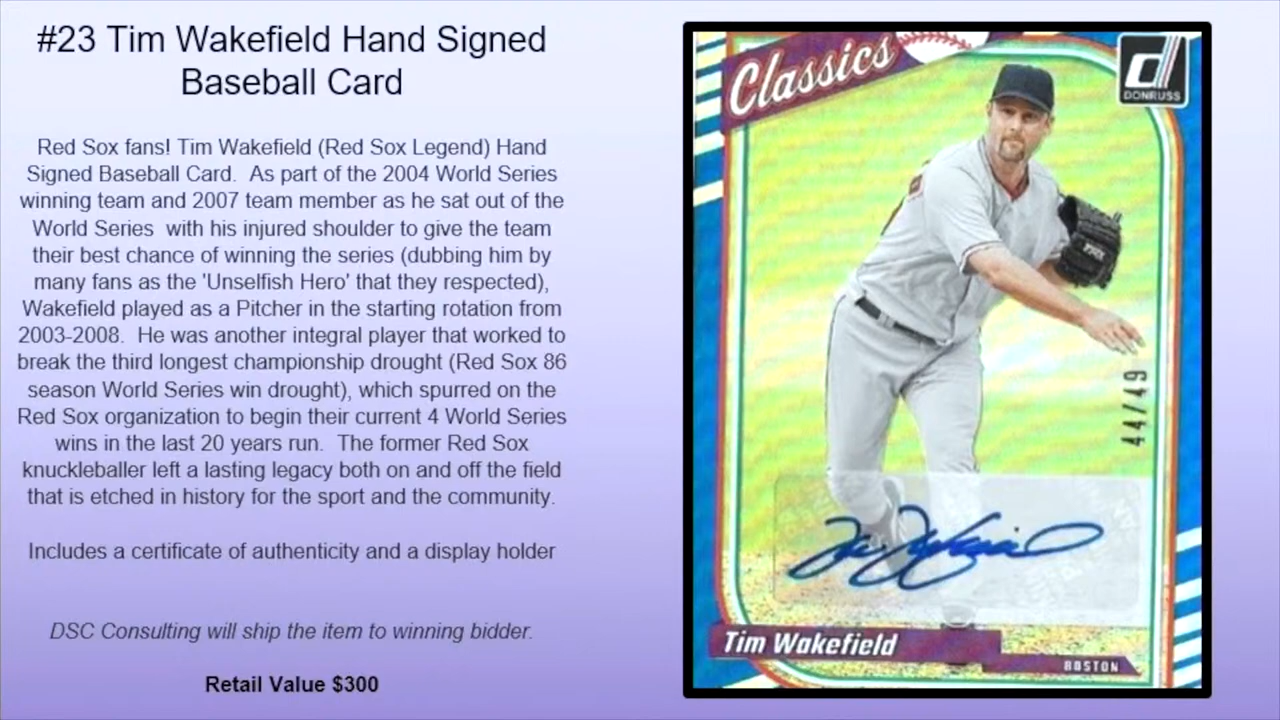 #23 Tim Wakefield Hand Signed
Baseball Card
Red Sox fans! Tim Wakefield (Red Sox Legend) Hand
Signed Baseball Card. As part of the 2004 World Series
winning team and 2007 team member as he sat out of the
World Series with his injured shoulder to give the team
their best chance of winning the series (dubbing him by
many fans as the 'Unselfish Hero' that they respected),
Wakefield played as a Pitcher in the starting rotation from
2003-2008. He was another integral player that worked to
break the third longest championship drought (Red Sox 86
season World Series win drought), which spurred on the
Red Sox organization to begin their current 4 World Series
wins in the last 20 years run. The former Red Sox
knuckleballer left a lasting legacy both on and off the field
that is etched in history for the sport and the community.
Includes a certificate of authenticity and a display holder
DSC Consulting will ship the item to winning bidder.
Retail Value $300
Classics
d
DONRUSS
44/49
Tim Wakefield
BOSTON